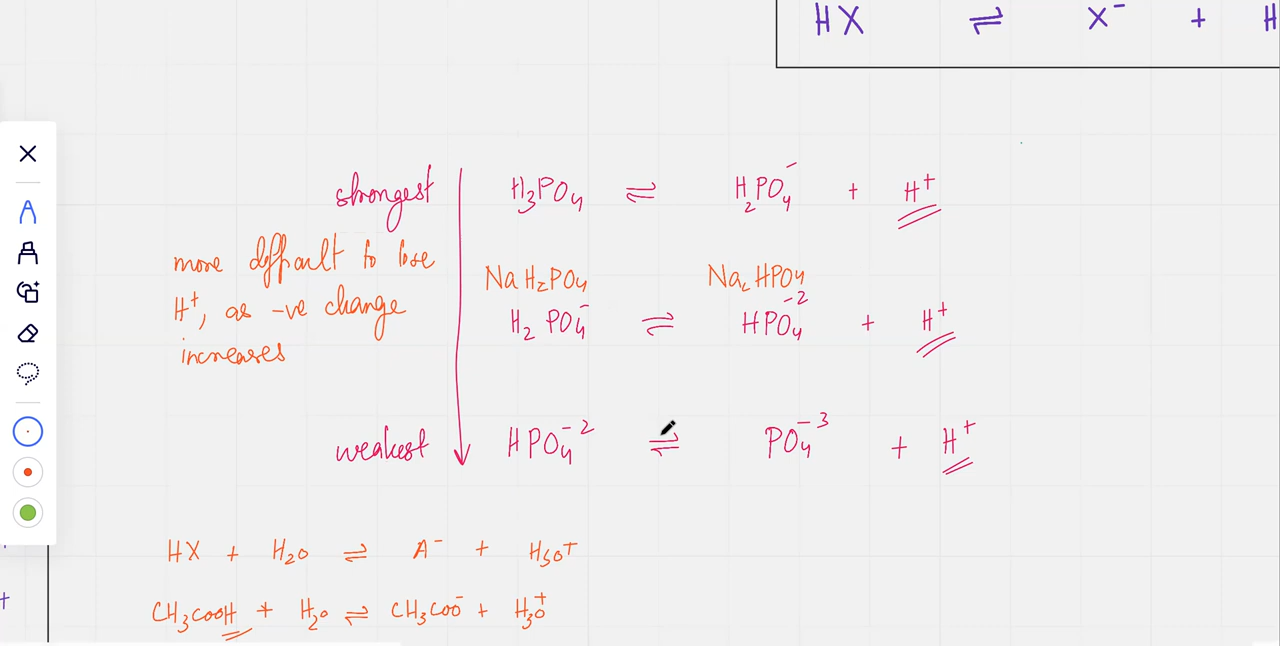 HX ⇌ X⁻ + H
strongest H₃PO₄ ⇌ H₂PO₄⁻ + H⁺
more difficult to lose
H⁺, as -ve change
increases
NaH₂PO₄ Na₂HPO₄
H₂PO₄⁻ ⇌ HPO₄⁻² + H⁺
weakest HPO₄⁻² ⇌ PO₄⁻³ + H⁺
HX + H₂O ⇌ A⁻ + H₃O⁺
CH₃COOH + H₂O ⇌ CH₃COO⁻ + H₃O⁺
+